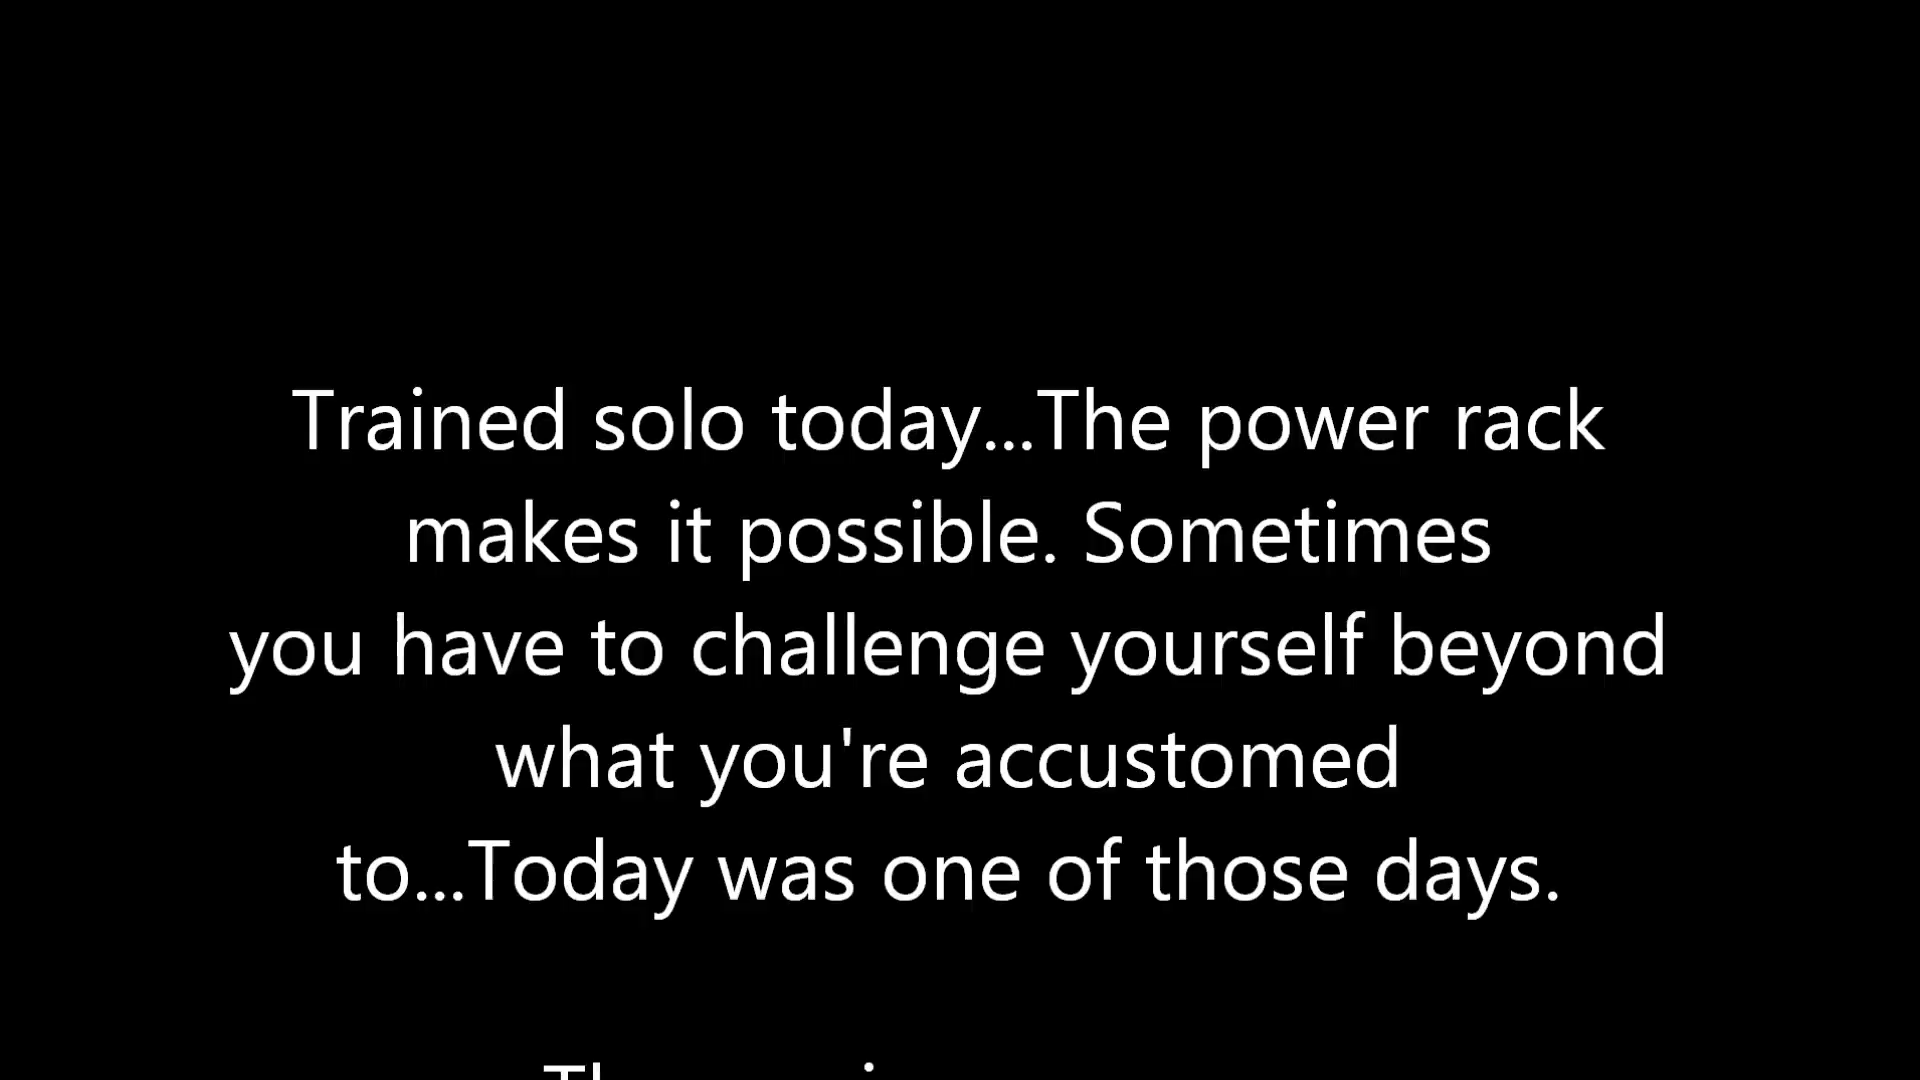 Trained solo today...The power rack
makes it possible. Sometimes
you have to challenge yourself beyond
what you're accustomed
to...Today was one of those days.